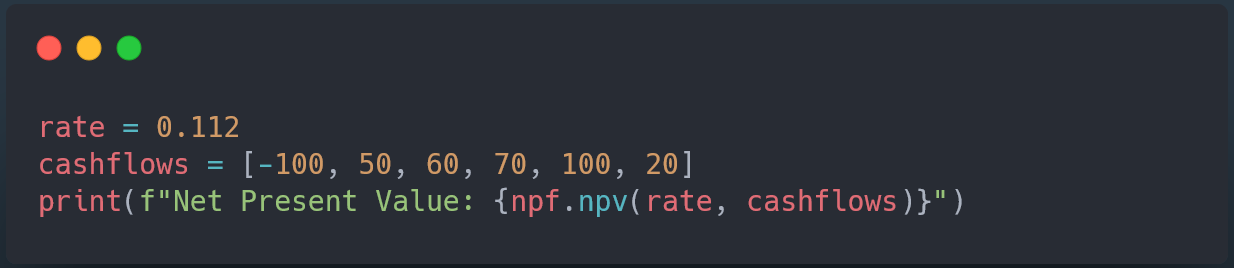 rate = 0.112
cashflows = [-100, 50, 60, 70, 100, 20]
print(f"Net Present Value: {npf.npv(rate, cashflows)}")